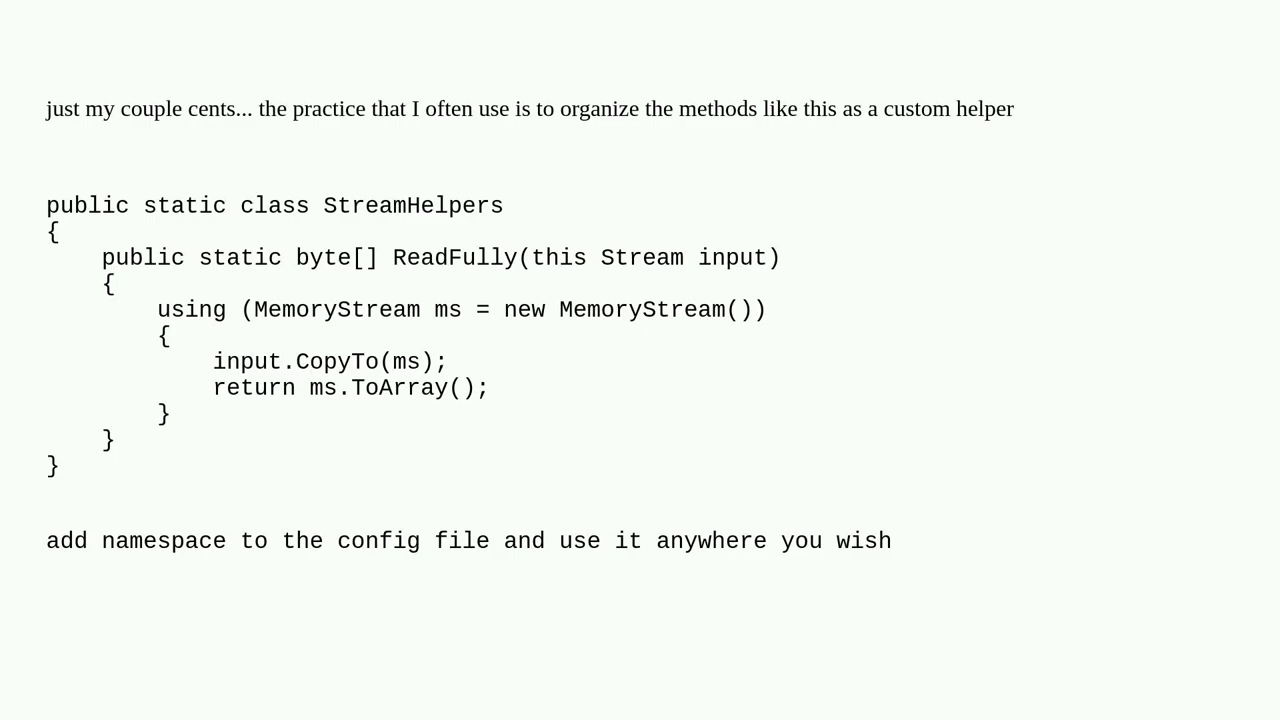 just my couple cents... the practice that I often use is to organize the methods like this as a custom helper
public static class StreamHelpers
{
    public static byte[] ReadFully(this Stream input)
    {
        using (MemoryStream ms = new MemoryStream())
        {
            input.CopyTo(ms);
            return ms.ToArray();
        }
    }
}
add namespace to the config file and use it anywhere you wish